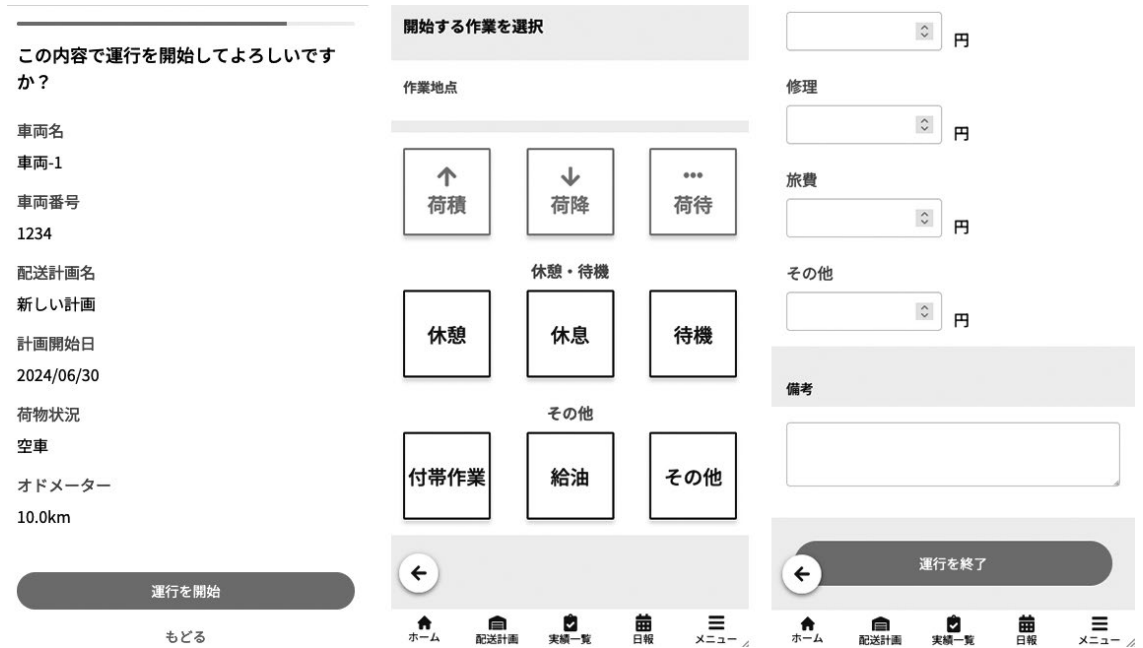 この内容で運行を開始してよろしいです
か？
車両名
車両-1
車両番号
1234
配送計画名
新しい計画
計画開始日
2024/06/30
荷物状況
空車
オドメーター
10.0km
運行を開始
もどる
開始する作業を選択
作業地点
荷積
荷降
荷待
休憩・待機
休憩
休息
待機
その他
付帯作業
給油
その他
ホーム
配送計画
実績一覧
日報
メニュー
円
修理
円
旅費
円
その他
円
備考
運行を終了
ホーム
配送計画
実績一覧
日報
メニュー